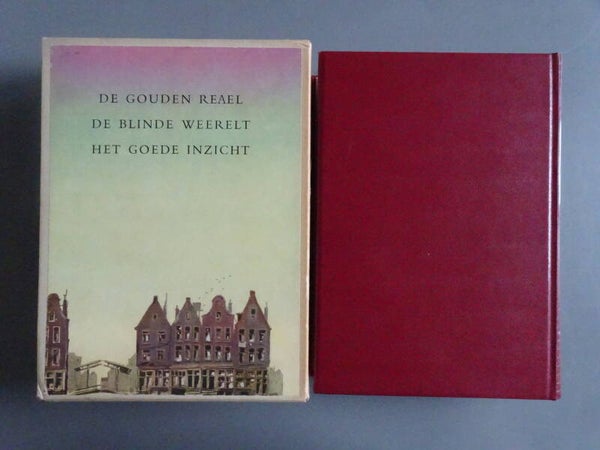 DE GOUDEN REAEL
DE BLINDE WEERELT
HET GOEDE INZICHT